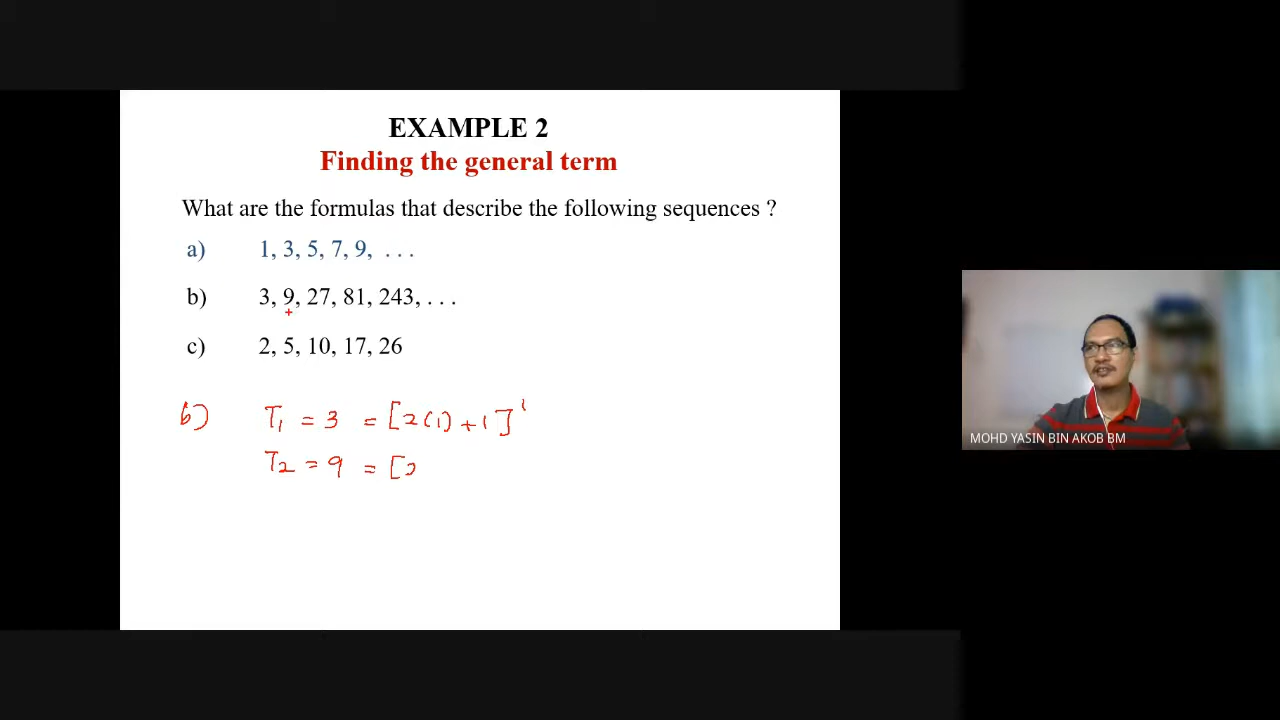 EXAMPLE 2
Finding the general term
What are the formulas that describe the following sequences ?
a) 1, 3, 5, 7, 9, . . .
b) 3, 9, 27, 81, 243, . . .
c) 2, 5, 10, 17, 26
b) T₁ = 3 = [2(1) + 1]¹
T₂ = 9 = [2
MOHD YASIN BIN AKOB BM